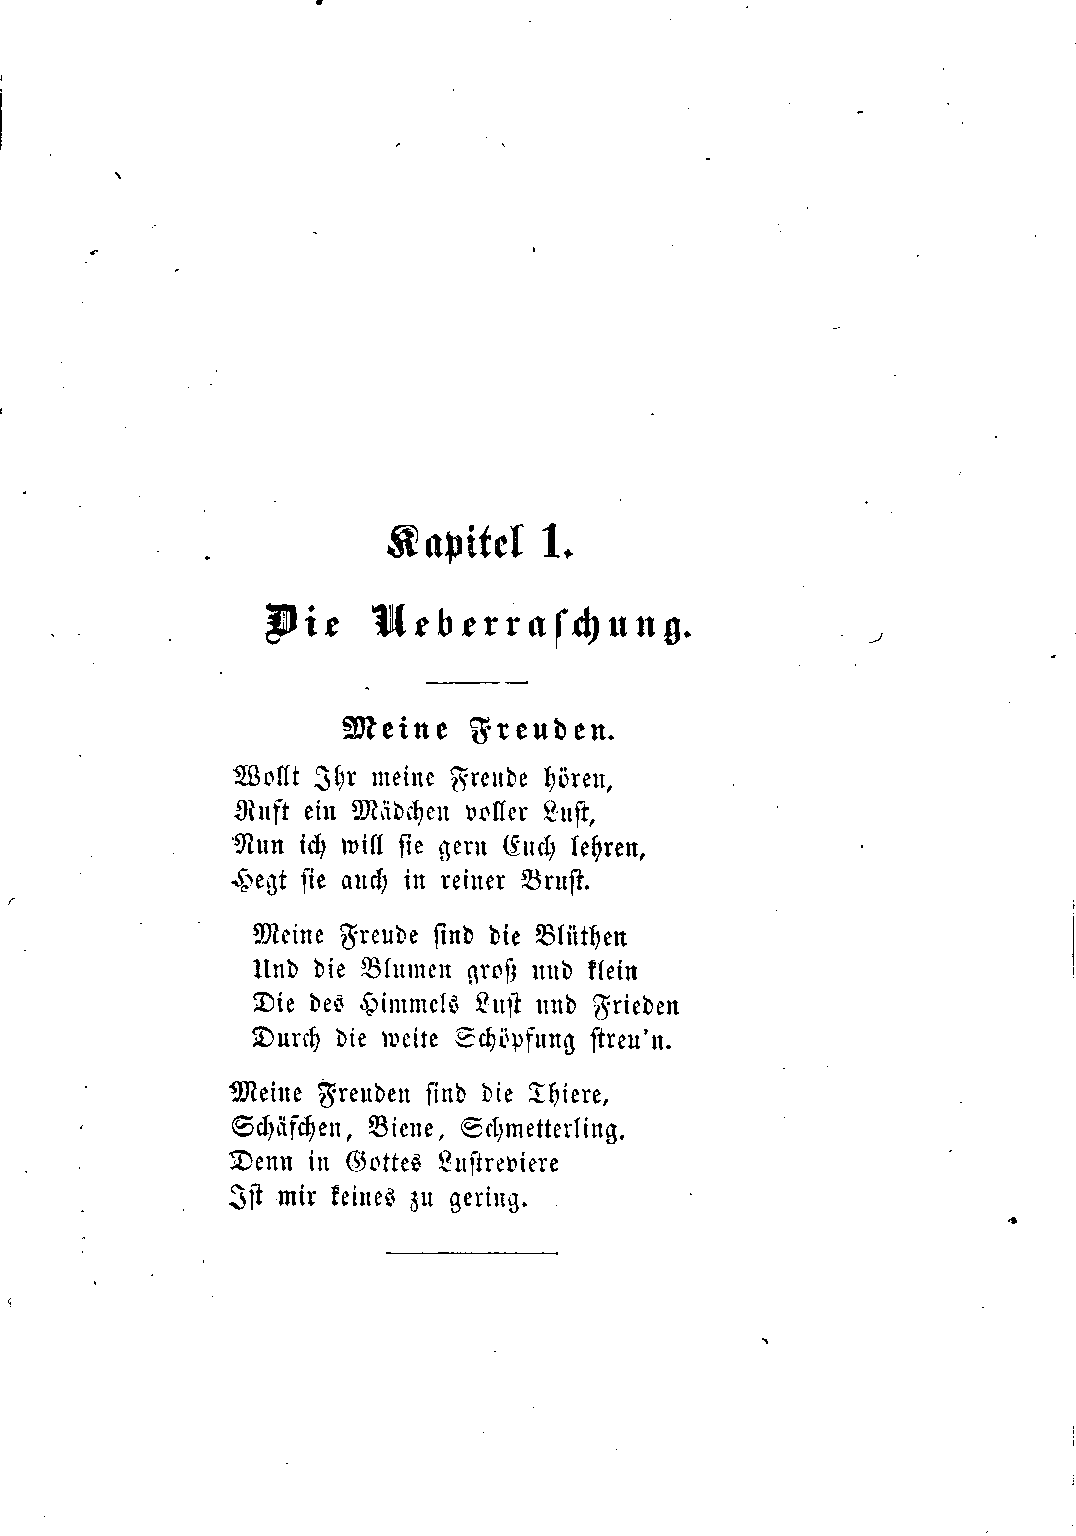 Kapitel 1.
Die Ueberraschung.
Meine Freuden.
Wollt Ihr meine Freude hören,
Ruft ein Mädchen voller Lust,
Nun ich will sie gern Euch lehren,
Hegt sie auch in reiner Brust.
Meine Freude sind die Blüthen
Und die Blumen groß und klein
Die des Himmels Lust und Frieden
Durch die weite Schöpfung streu'n.
Meine Freuden sind die Thiere,
Schäfchen, Biene, Schmetterling.
Denn in Gottes Lustreviere
Ist mir keines zu gering.